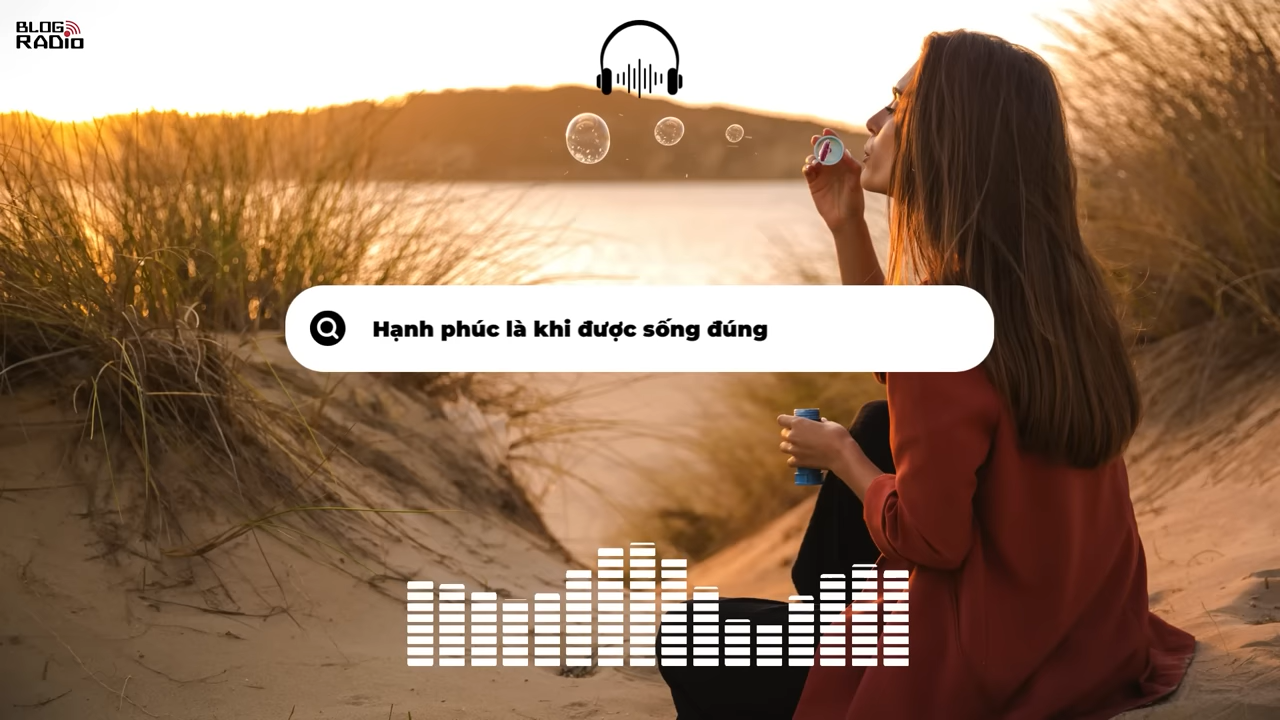 BLOG
RADIO
Hạnh phúc là khi được sống đúng